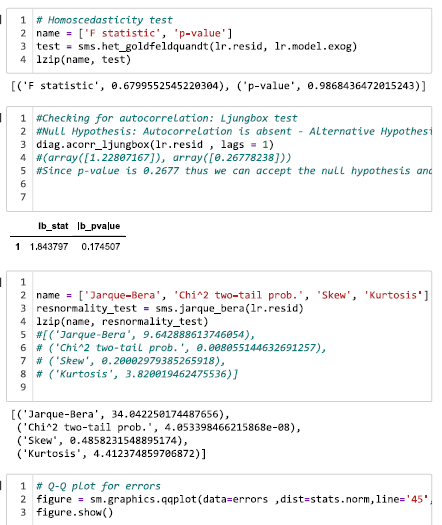 1 # Homoscedasticity test
2 name = ['F statistic', 'p-value']
3 test = sms.het_goldfeldquandt(lr.resid, lr.model.exog)
4 lzip(name, test)
[('F statistic', 0.6799552545220304), ('p-value', 0.9868436472015243)]
1 #Checking for autocorrelation: Ljungbox test
2 #Null Hypothesis: Autocorrelation is absent - Alternative Hypothesi
3 diag.acorr_ljungbox(lr.resid , lags = 1)
4 #(array([1.22807167]), array([0.26778238]))
5 #Since p-value is 0.2677 thus we can accept the null hypothesis and
6
7
lb_stat lb_pvalue
1 1.843797 0.174507
1
2 name = ['Jarque-Bera', 'Chi^2 two-tail prob.', 'Skew', 'Kurtosis']
3 resnormality_test = sms.jarque_bera(lr.resid)
4 lzip(name, resnormality_test)
5 #[('Jarque-Bera', 9.642888613746054),
6 # ('Chi^2 two-tail prob.', 0.008055144632691257),
7 # ('Skew', 0.20002979385265918),
8 # ('Kurtosis', 3.820019462475536)]
9
[('Jarque-Bera', 34.042250174487656),
('Chi^2 two-tail prob.', 4.053398466215868e-08),
('Skew', 0.4858231548895174),
('Kurtosis', 4.412374859706872)]
1 # Q-Q plot for errors
2 figure = sm.graphics.qqplot(data=errors ,dist=stats.norm,line='45',
3 figure.show()